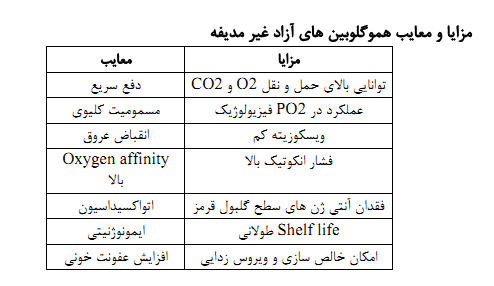 مزایا و معایب هموگلوبین های آزاد غیر مدیفه
مزایا معایب
توانایی بالای حمل و نقل O2 و CO2 دفع سریع
عملکرد در PO2 فیزیولوژیک مسمومیت کلیوی
ویسکوزیته کم انقباض عروق
فشار انکوتیک بالا Oxygen affinity
بالا
فقدان آنتی ژن های سطح گلبول قرمز اتواکسیداسیون
Shelf life طولانی ایمونوژنیتی
امکان خالص سازی و ویروس زدایی افزایش عفونت خونی